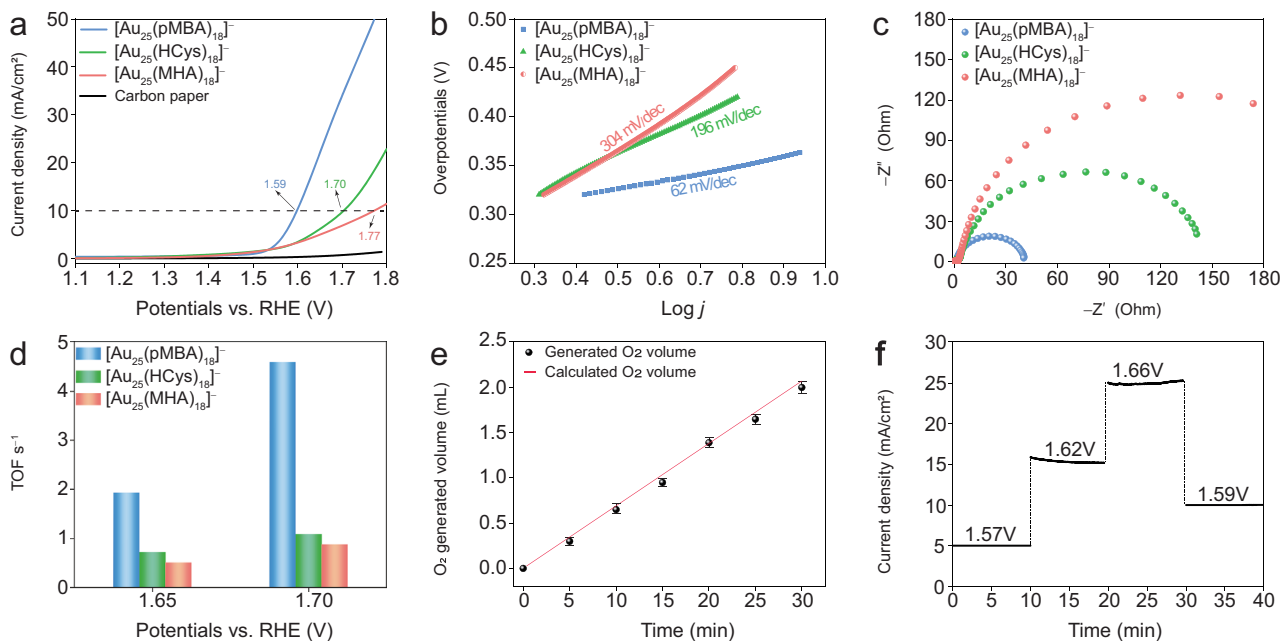 a
Current density (mA/cm²)
50
40
30
20
10
0
[Au₂₅(pMBA)₁₈]⁻
[Au₂₅(HCys)₁₈]⁻
[Au₂₅(MHA)₁₈]⁻
Carbon paper
1.59
1.70
1.77
1.1 1.2 1.3 1.4 1.5 1.6 1.7 1.8
Potentials vs. RHE (V)
b
Overpotentials (V)
0.50
0.45
0.40
0.35
0.30
0.25
[Au₂₅(pMBA)₁₈]⁻
[Au₂₅(HCys)₁₈]⁻
[Au₂₅(MHA)₁₈]⁻
304 mV/dec
196 mV/dec
62 mV/dec
0.3 0.4 0.5 0.6 0.7 0.8 0.9 1.0
Log j
c
−Z″ (Ohm)
180
150
120
90
60
30
0
[Au₂₅(pMBA)₁₈]⁻
[Au₂₅(HCys)₁₈]⁻
[Au₂₅(MHA)₁₈]⁻
0 30 60 90 120 150 180
−Z′ (Ohm)
d
TOF s⁻¹
5
4
3
2
1
0
[Au₂₅(pMBA)₁₈]⁻
[Au₂₅(HCys)₁₈]⁻
[Au₂₅(MHA)₁₈]⁻
1.65 1.70
Potentials vs. RHE (V)
e
O₂ generated volume (mL)
2.5
2.0
1.5
1.0
0.5
0.0
Generated O₂ volume
Calculated O₂ volume
0 5 10 15 20 25 30
Time (min)
f
Current density (mA/cm²)
30
25
20
15
10
5
0
1.57V
1.62V
1.66V
1.59V
0 10 20 30 40
Time (min)